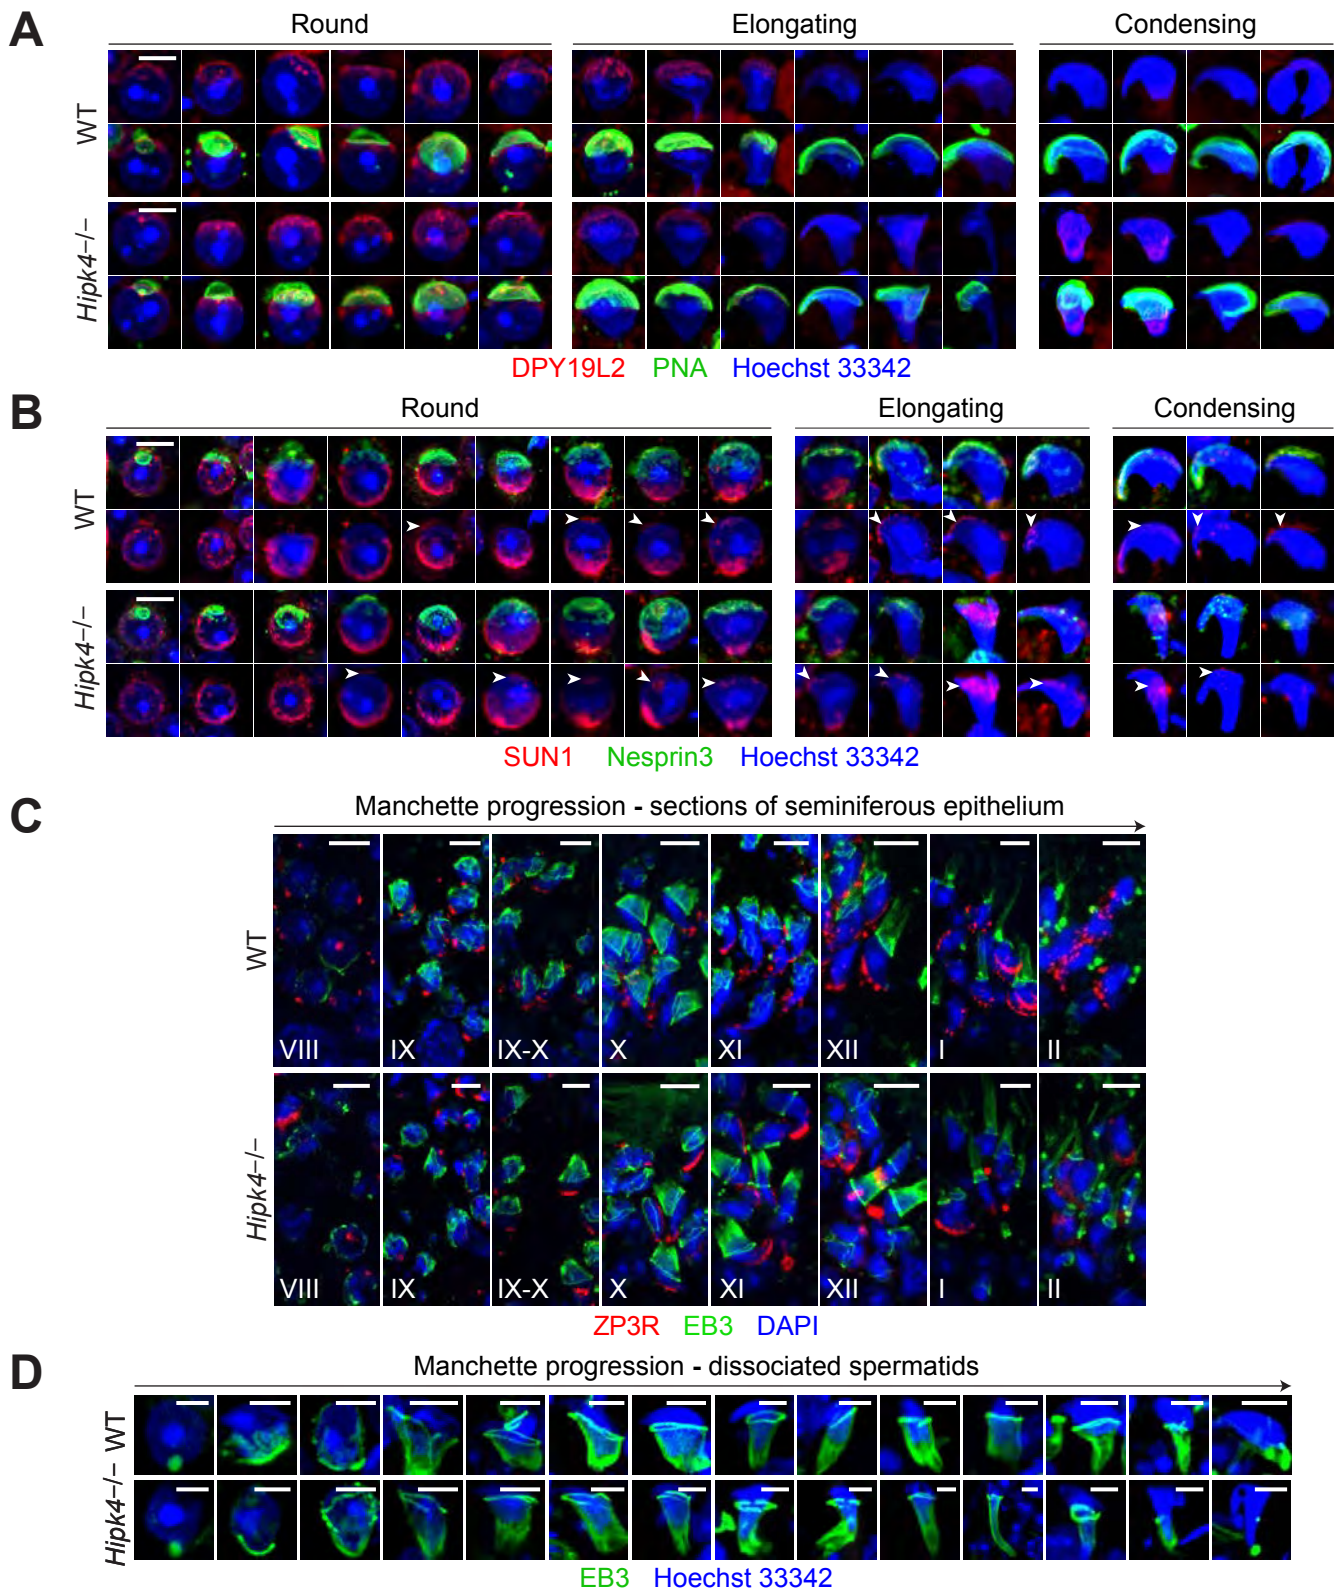 A
Round Elongating Condensing
WT
Hipk4–/–
DPY19L2 PNA Hoechst 33342
B
Round Elongating Condensing
WT
Hipk4–/–
SUN1 Nesprin3 Hoechst 33342
C
Manchette progression - sections of seminiferous epithelium
WT
VIII IX IX-X X XI XII I II
Hipk4–/–
VIII IX IX-X X XI XII I II
ZP3R EB3 DAPI
D
Manchette progression - dissociated spermatids
WT
Hipk4–/–
EB3 Hoechst 33342